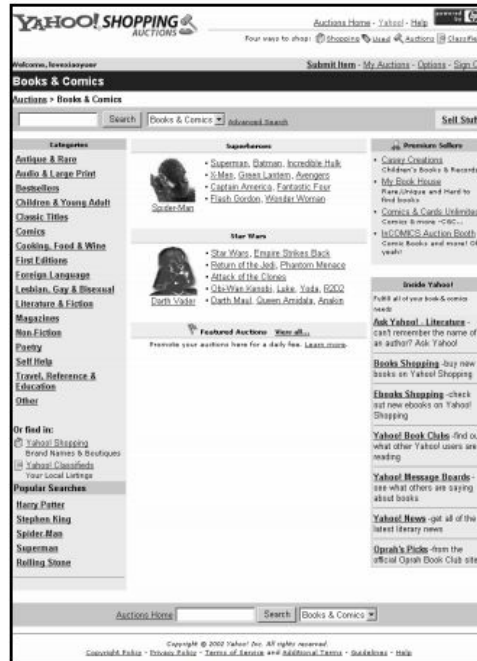 YAHOO! SHOPPING
AUCTIONS
Auctions Home - Yahoo! - Help
powered by hp
Four ways to shop: Shopping Used Auctions Classifie
Submit Item - My Auctions - Options - Sign O
Books & Comics
Auctions > Books & Comics
Search Books & Comics Advanced Search
Sell Stuf
Categories
Antique & Rare
Audio & Large Print
Bestsellers
Children & Young Adult
Classic Titles
Comics
Cooking, Food & Wine
First Editions
Foreign Language
Lesbian, Gay & Bisexual
Literature & Fiction
Magazines
Non-Fiction
Poetry
Self Help
Travel, Reference &
Education
Other
Or find in:
Yahoo! Shopping
Brand Names & Boutiques
Yahoo! Classifieds
Your Local Listings
Popular Searches
Harry Potter
Stephen King
Spider-Man
Superman
Rolling Stone
Superheroes
• Superman, Batman, Incredible Hulk
• X-Men, Green Lantern, Avengers
• Captain America, Fantastic Four
• Flash Gordon, Wonder Woman
Spider-Man
Star Wars
• Star Wars, Empire Strikes Back
• Return of the Jedi, Phantom Menace
• Attack of the Clones
• Obi-Wan Kenobi, Luke, Yoda, R2D2
• Darth Maul, Queen Amidala, Anakin
Darth Vader
Featured Auctions View all...
Promote your auctions here for a daily fee. Learn more.
Premium Sellers
• Casey Creations
Children's Books & Records
• My Book House
Rare/Unique and Hard to
find books
• Comics & Cards Unlimited
Comics & more -CGC...
• InCOMICS Auction Booth
Comic Books and more! Oh
yeah!
Inside Yahoo!
Fulfill all of your book & comics
needs
Ask Yahoo! - Literature -
can't remember the name of
an author? Ask Yahoo!
Books Shopping -buy new
books on Yahoo! Shopping
Ebooks Shopping -check
out new ebooks on Yahoo!
Shopping
Yahoo! Book Clubs -find ou
what other Yahoo! users are
reading
Yahoo! Message Boards -
see what others are saying
about books
Yahoo! News -get all of the
latest literary news
Oprah's Picks -from the
official Oprah Book Club site
Auctions Home Search Books & Comics
Copyright © 2002 Yahoo! Inc. All rights reserved.
Copyright Policy - Privacy Policy - Terms of Service and Additional Terms - Guidelines - Help